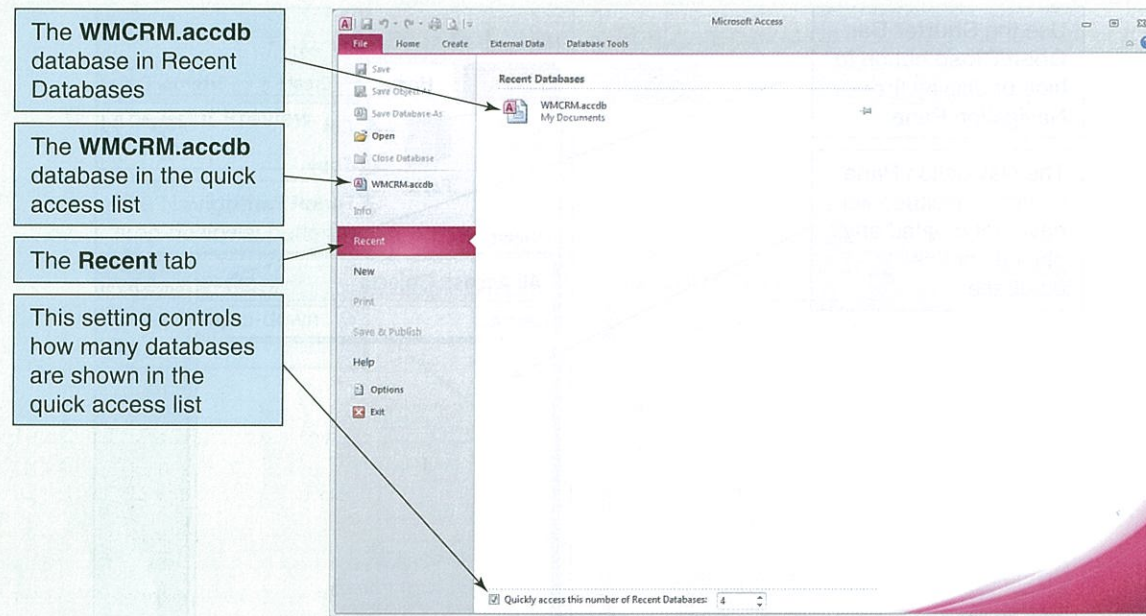 The WMCRM.accdb
database in Recent
Databases
The WMCRM.accdb
database in the quick
access list
The Recent tab
This setting controls
how many databases
are shown in the
quick access list
Microsoft Access
File Home Create External Data Database Tools
Save
Save Object As
Save Database As
Open
Close Database
WMCRM.accdb
Info
Recent
New
Print
Save & Publish
Help
Options
Exit
Recent Databases
WMCRM.accdb
My Documents
Quickly access this number of Recent Databases: 4